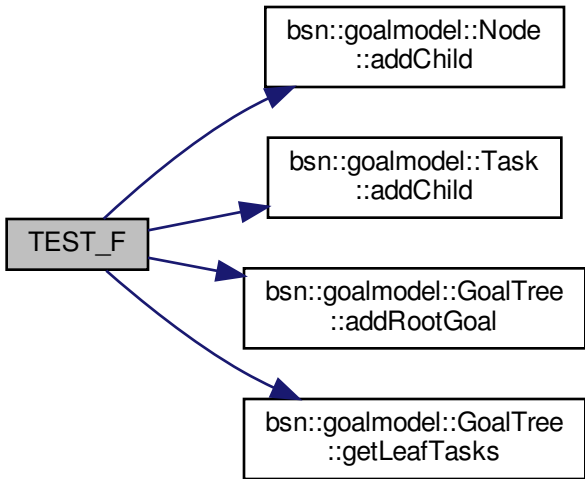 TEST_F
bsn::goalmodel::Node
::addChild
bsn::goalmodel::Task
::addChild
bsn::goalmodel::GoalTree
::addRootGoal
bsn::goalmodel::GoalTree
::getLeafTasks